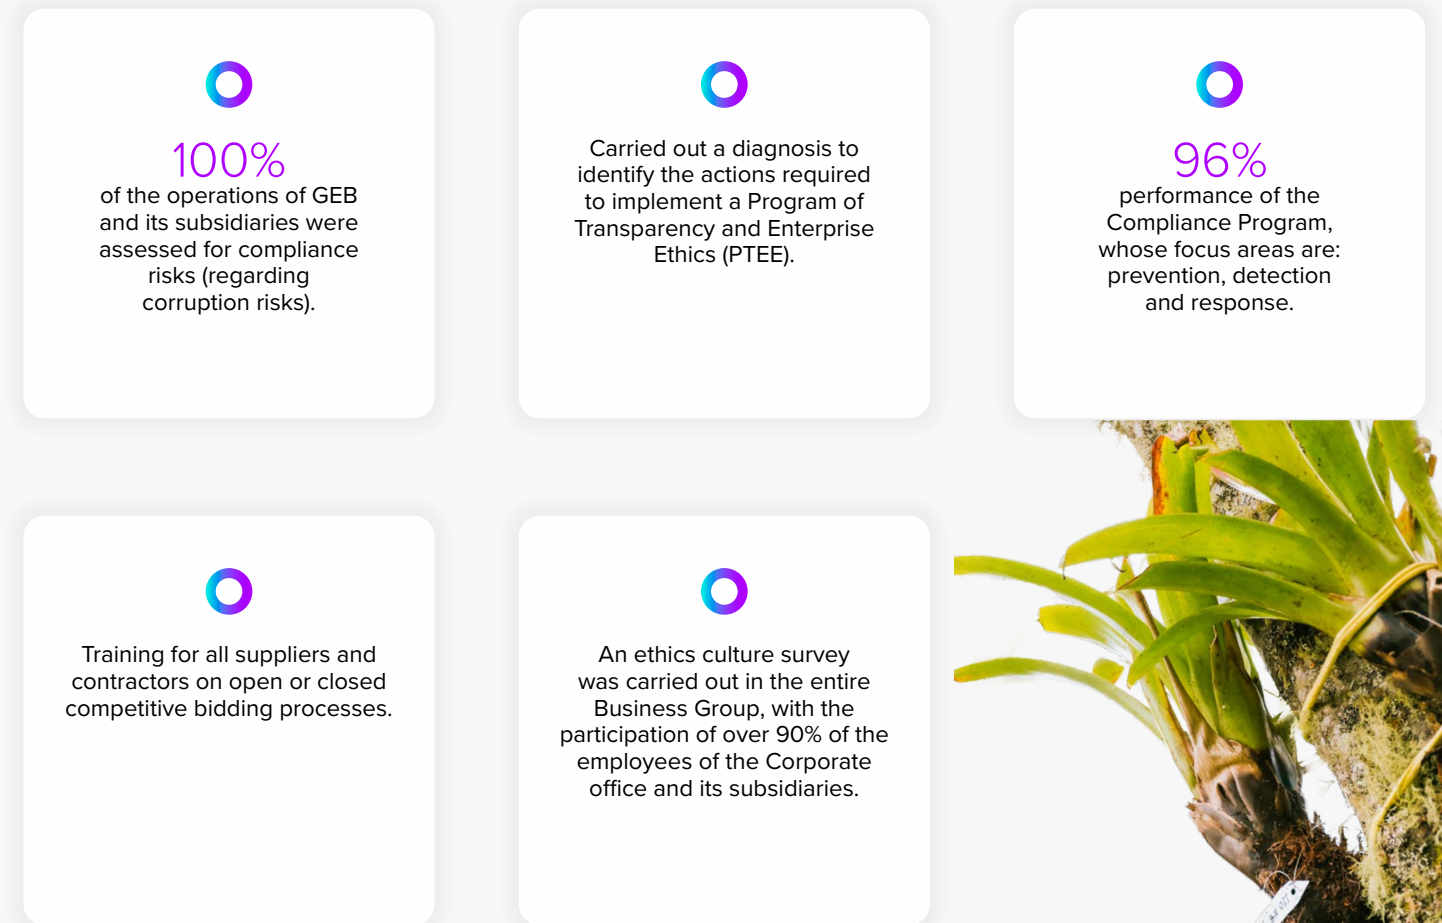 100%
of the operations of GEB
and its subsidiaries were
assessed for compliance
risks (regarding
corruption risks).
Carried out a diagnosis to
identify the actions required
to implement a Program of
Transparency and Enterprise
Ethics (PTEE).
96%
performance of the
Compliance Program,
whose focus areas are:
prevention, detection
and response.
Training for all suppliers and
contractors on open or closed
competitive bidding processes.
An ethics culture survey
was carried out in the entire
Business Group, with the
participation of over 90% of the
employees of the Corporate
office and its subsidiaries.